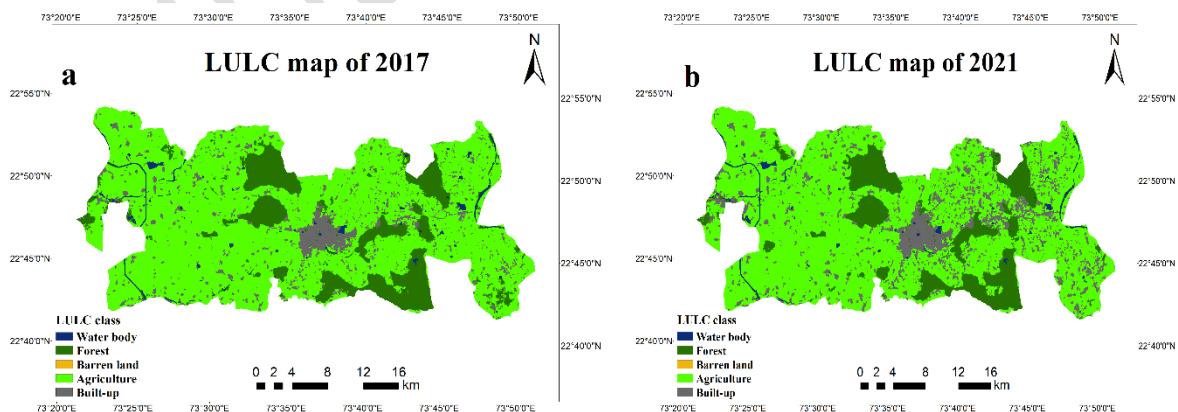 73°20'0"E 73°25'0"E 73°30'0"E 73°35'0"E 73°40'0"E 73°45'0"E 73°50'0"E
a
LULC map of 2017
N
22°55'0"N
22°50'0"N
22°45'0"N
22°40'0"N
22°55'0"N
22°50'0"N
22°45'0"N
LULC class
Water body
Forest
Barren land
Agriculture
Built-up
0 2 4 8 12 16
km
73°20'0"E 73°25'0"E 73°30'0"E 73°35'0"E 73°40'0"E 73°45'0"E 73°50'0"E
73°20'0"E 73°25'0"E 73°30'0"E 73°35'0"E 73°40'0"E 73°45'0"E 73°50'0"E
b
LULC map of 2021
N
22°55'0"N
22°50'0"N
22°45'0"N
22°40'0"N
22°55'0"N
22°50'0"N
22°45'0"N
LULC class
Water body
Forest
Barren land
Agriculture
Built-up
0 2 4 8 12 16
km
73°20'0"E 73°25'0"E 73°30'0"E 73°35'0"E 73°40'0"E 73°45'0"E 73°50'0"E